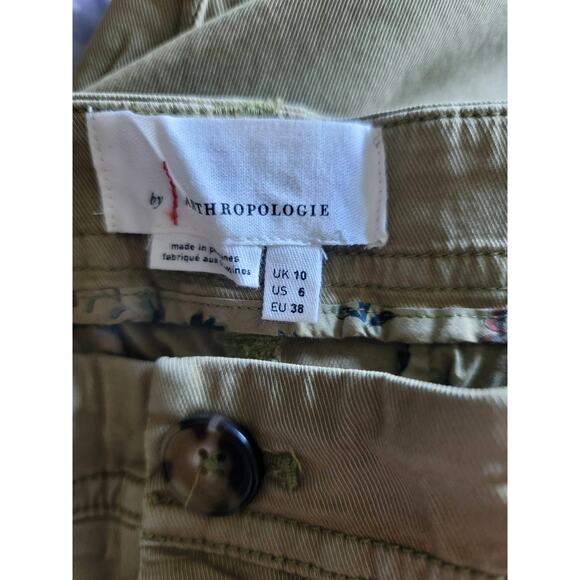 by ANTHROPOLOGIE
made in
fabriqué aux
UK 10
US 6
EU 38